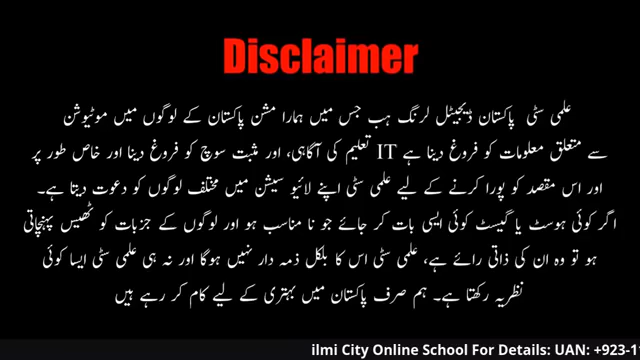 Disclaimer
علمی سٹی پاکستان ڈیجیٹل لرنگ ہب جس میں ہمارا مشن پاکستان کے لوگوں میں موٹیوشن
سے متعلق معلومات کو فروغ دینا ہے IT تعلیم کی آگاہی، اور مثبت سوچ کو فروغ دینا اور خاص طور پر
اور اس مقصد کو پورا کرنے کے لیے علمی سٹی اپنے لائیو سیشن میں مختلف لوگوں کو دعوت دیتا ہے۔
اگر کوئی ہوسٹ یا گیسٹ کوئی ایسی بات کر جائے جو نا مناسب ہو اور لوگوں کے جزبات کو ٹھیس پہنچاتی
ہو تو وہ ان کی ذاتی رائے ہے، علمی سٹی اس کا بلکل ذمہ دار نہیں ہوگا اور نہ ہی علمی سٹی ایسا کوئی
نظریہ رکھتا ہے۔ ہم صرف پاکستان میں بہتری کے لیے کام کر رہے ہیں
ilmi City Online School For Details: UAN: +923-1